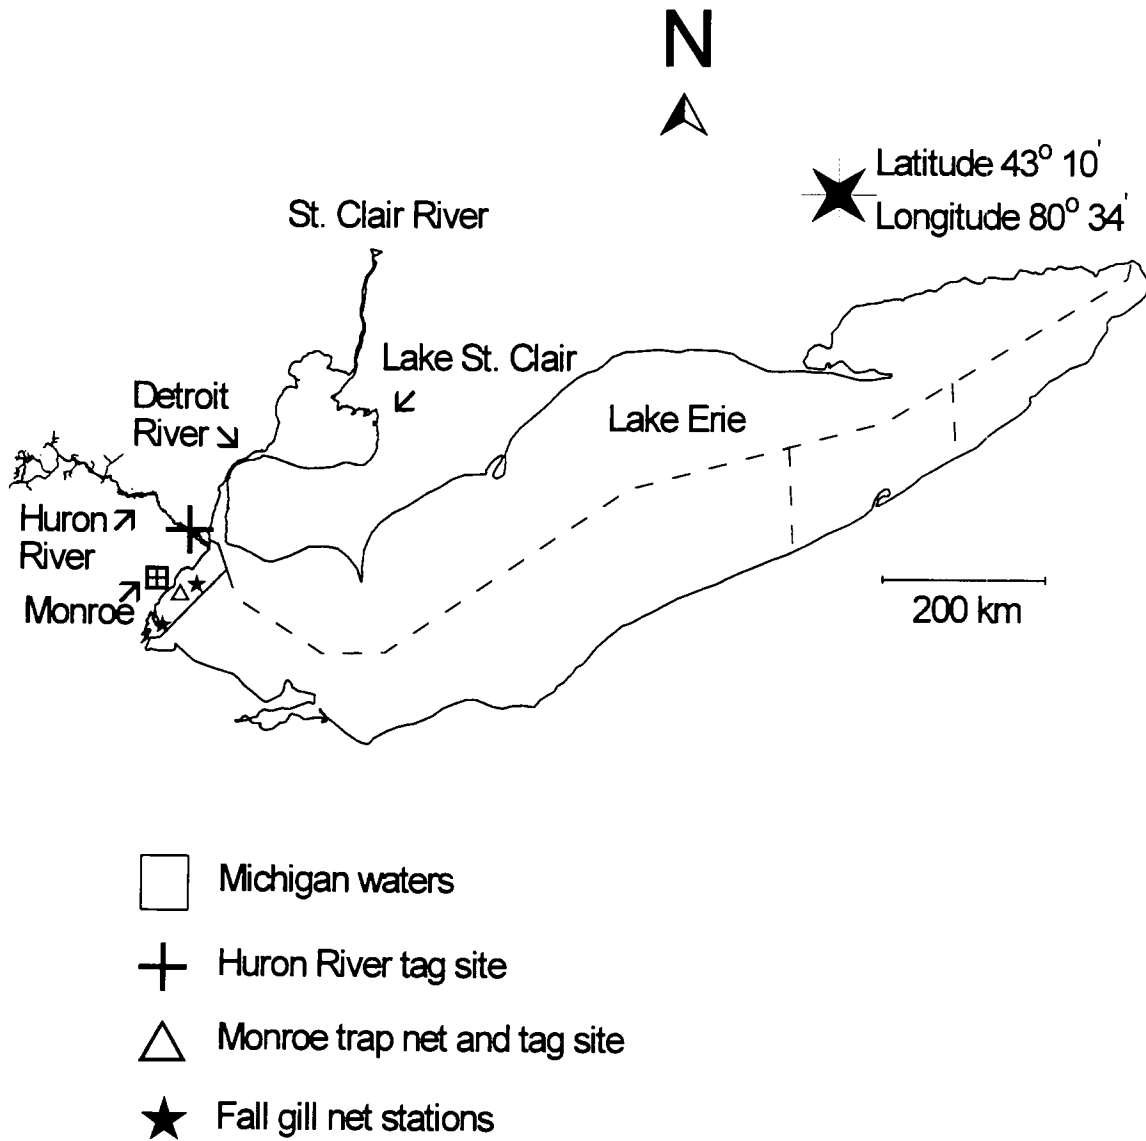 N
Latitude 43° 10'
Longitude 80° 34'
St. Clair River
Lake St. Clair
Detroit
River
Lake Erie
Huron
River
Monroe
200 km
Michigan waters
Huron River tag site
Monroe trap net and tag site
Fall gill net stations